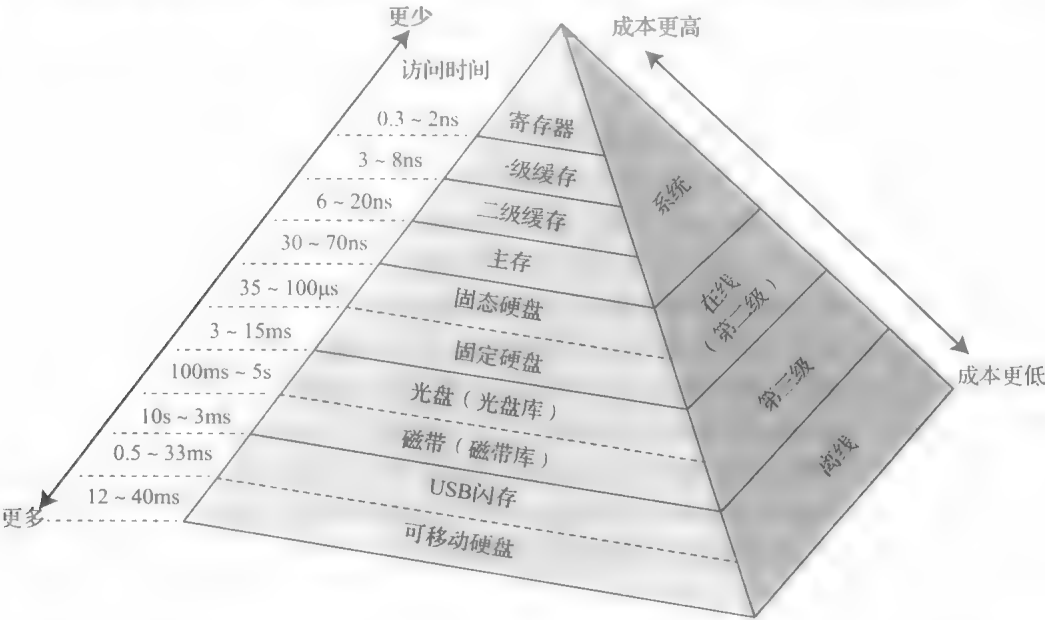 更少
成本更高
访问时间
0.3 ~ 2ns
寄存器
3 ~ 8ns
一级缓存
系统
6 ~ 20ns
二级缓存
30 ~ 70ns
主存
在线
(第二级)
35 ~ 100μs
固态硬盘
3 ~ 15ms
固定硬盘
成本更低
100ms ~ 5s
光盘(光盘库)
第三级
10s ~ 3ms
磁带(磁带库)
离线
0.5 ~ 33ms
USB闪存
12 ~ 40ms
更多
可移动硬盘